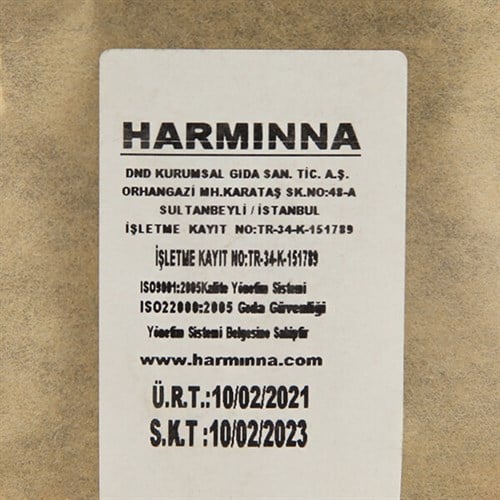 HARMINNA
DND KURUMSAL GIDA SAN. TİC. A.Ş.
ORHANGAZİ MH.KARATAŞ SK.NO:48-A
SULTANBEYLİ / İSTANBUL
İŞLETME KAYIT NO:TR-34-K-151789
İŞLETME KAYIT NO:TR-34-K-151789
ISO9001:2005Kalite Yönetim Sistemi
ISO22000:2005 Gıda Güvenliği
Yönetim Sistemi Belgesine Sahiptir
www.harminna.com
Ü.R.T.:10/02/2021
S.K.T :10/02/2023